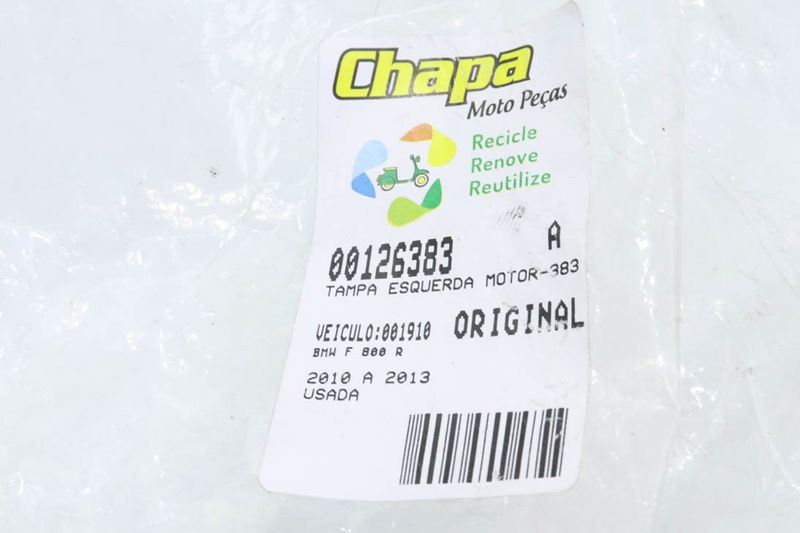 Chapa
Moto Peças
Recicle
Renove
Reutilize
00126383 A
TAMPA ESQUERDA MOTOR-383
VEICULO:001910 ORIGINAL
BMW F 800 R
2010 A 2013
USADA